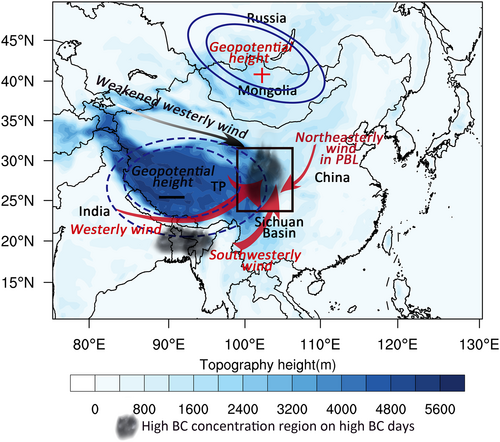 Russia
45°N
Geopotential
height
40°N
Mongolia
Weakened westerly wind
35°N
Northeasterly
wind
in PBL
30°N
Geopotential
height
TP
China
25°N
India
Westerly wind
Sichuan
Basin
20°N
Southwesterly
wind
15°N
80°E 90°E 100°E 110°E 120°E 130°E
Topography height(m)
0 800 1600 2400 3200 4000 4800 5600
High BC concentration region on high BC days